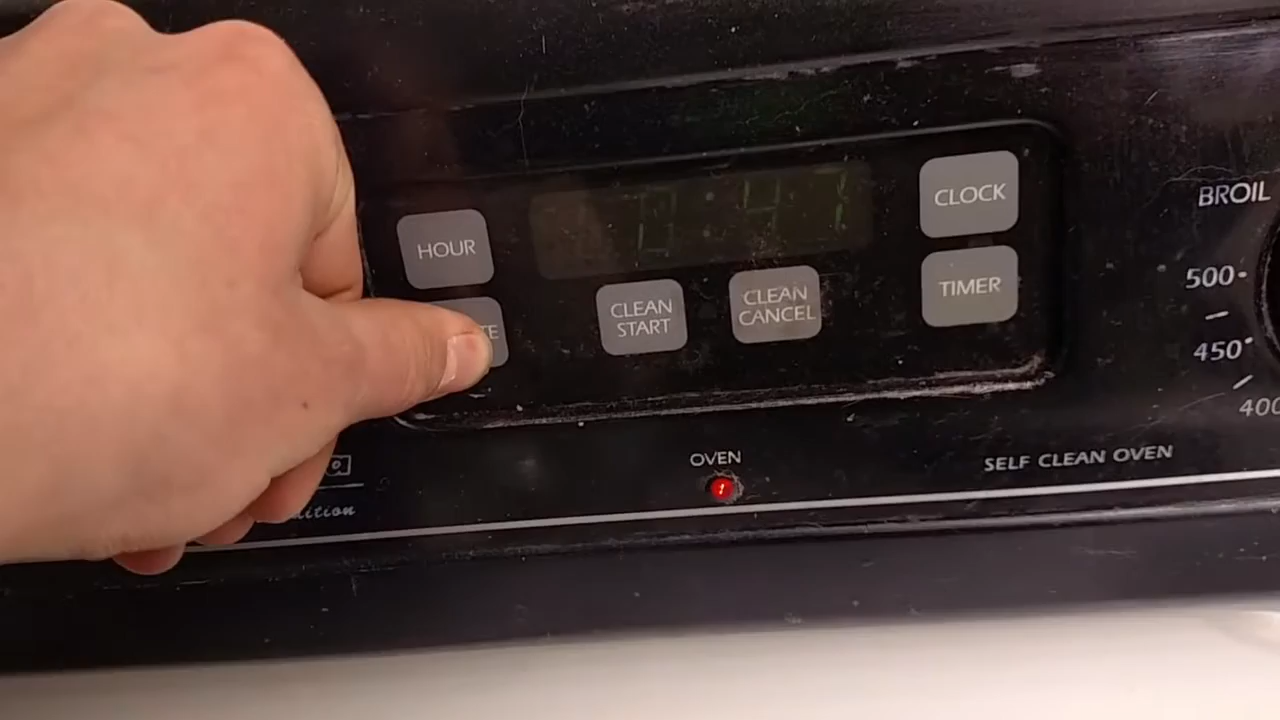 HOUR
CLEAN
START
CLEAN
CANCEL
CLOCK
TIMER
BROIL
500
450
400
OVEN
SELF CLEAN OVEN